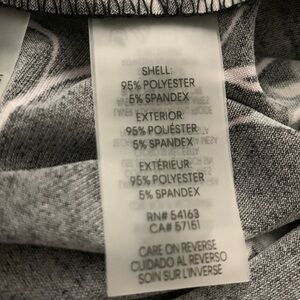 SHELL:
95% POLYESTER
5% SPANDEX
EXTERIOR:
95% POLIÉSTER
5% SPANDEX
EXTÉRIEUR:
95% POLYESTER
5% SPANDEX
RN# 54163
CA# 57151
CARE ON REVERSE
CUIDADO AL REVERSO
SOIN SUR L'INVERSE